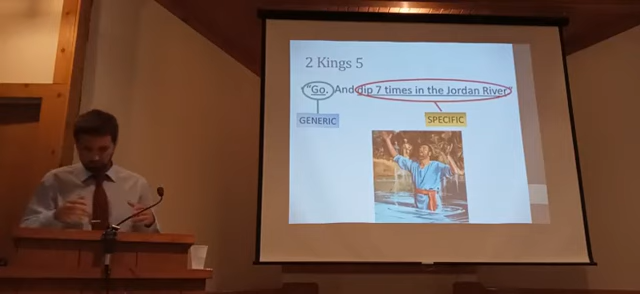 2 Kings 5
“Go. And dip 7 times in the Jordan River”
GENERIC
SPECIFIC